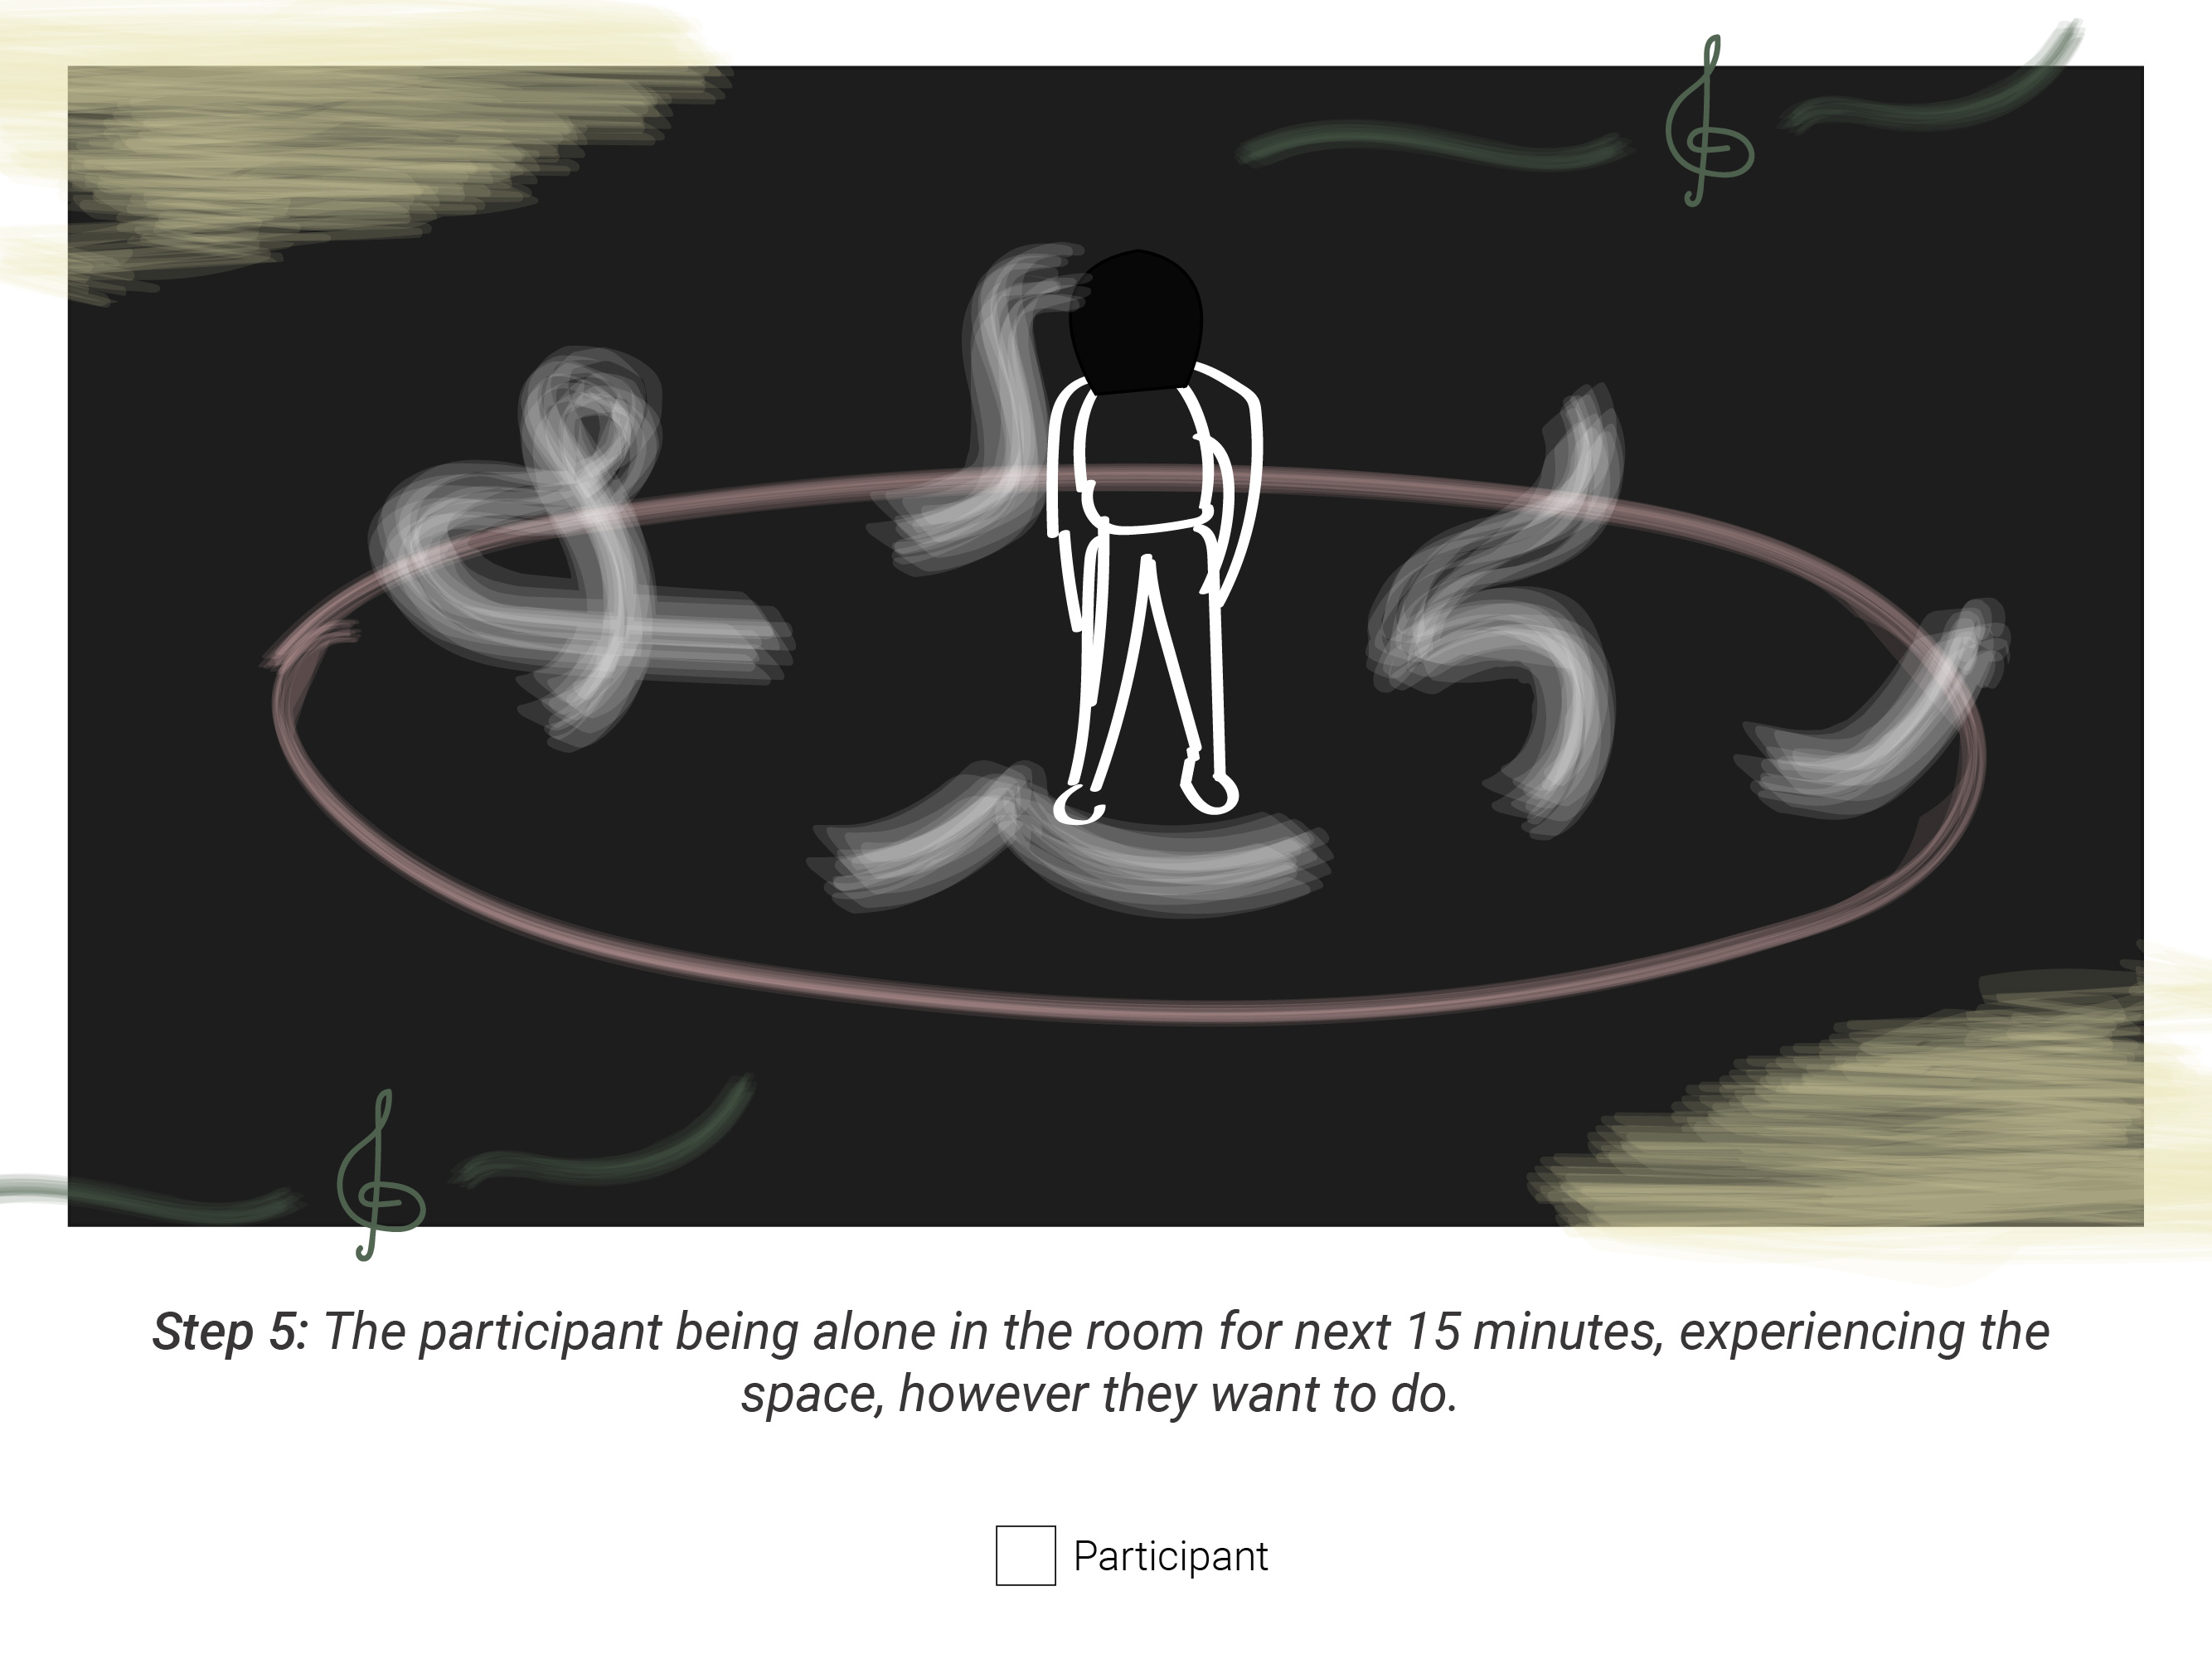 Step 5: The participant being alone in the room for next 15 minutes, experiencing the
space, however they want to do.
Participant